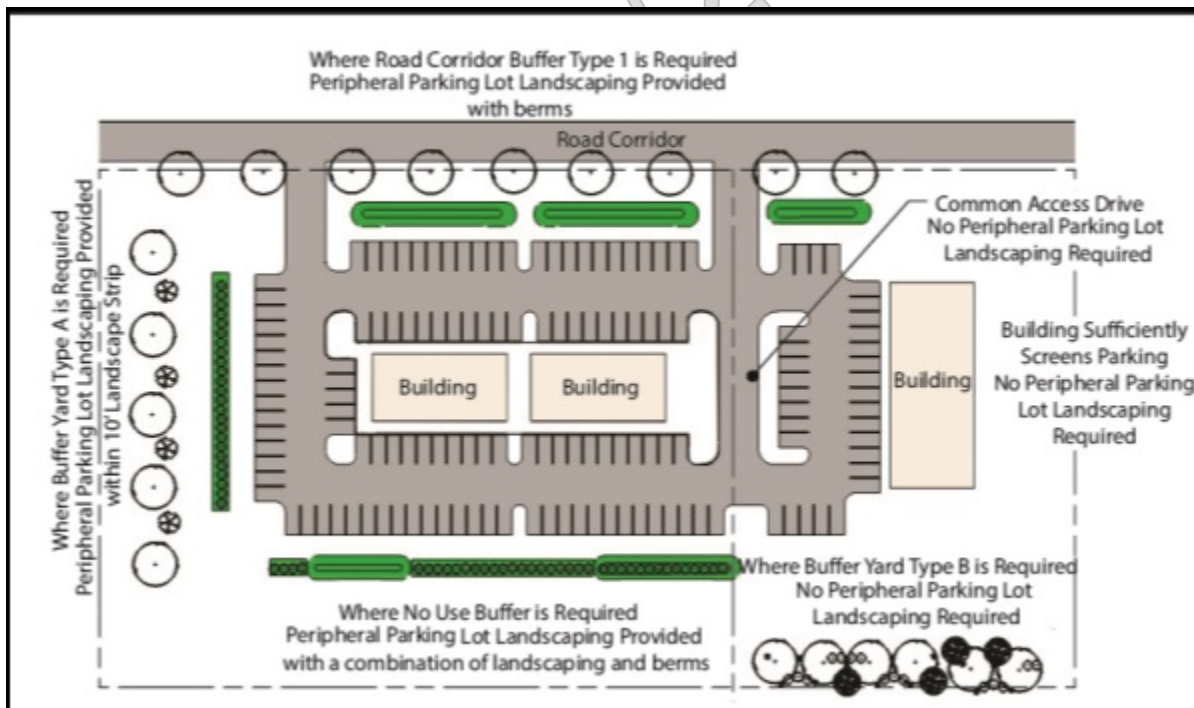 Where Road Corridor Buffer Type 1 is Required
Peripheral Parking Lot Landscaping Provided
with berms
Road Corridor
Where Buffer Yard Type A is Required
Peripheral Parking Lot Landscaping Provided
within 10' Landscape Strip
Common Access Drive
No Peripheral Parking Lot
Landscaping Required
Building
Building
Building
Building Sufficiently
Screens Parking
No Peripheral Parking
Lot Landscaping
Required
Where No Use Buffer is Required
Peripheral Parking Lot Landscaping Provided
with a combination of landscaping and berms
Where Buffer Yard Type B is Required
No Peripheral Parking Lot
Landscaping Required